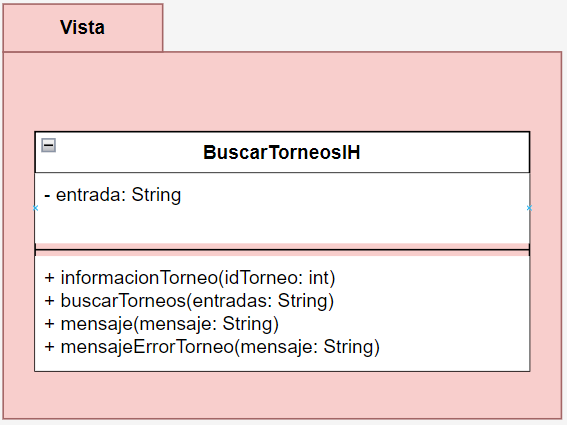 Vista
BuscarTorneosIH
- entrada: String
+ informacionTorneo(idTorneo: int)
+ buscarTorneos(entradas: String)
+ mensaje(mensaje: String)
+ mensajeErrorTorneo(mensaje: String)